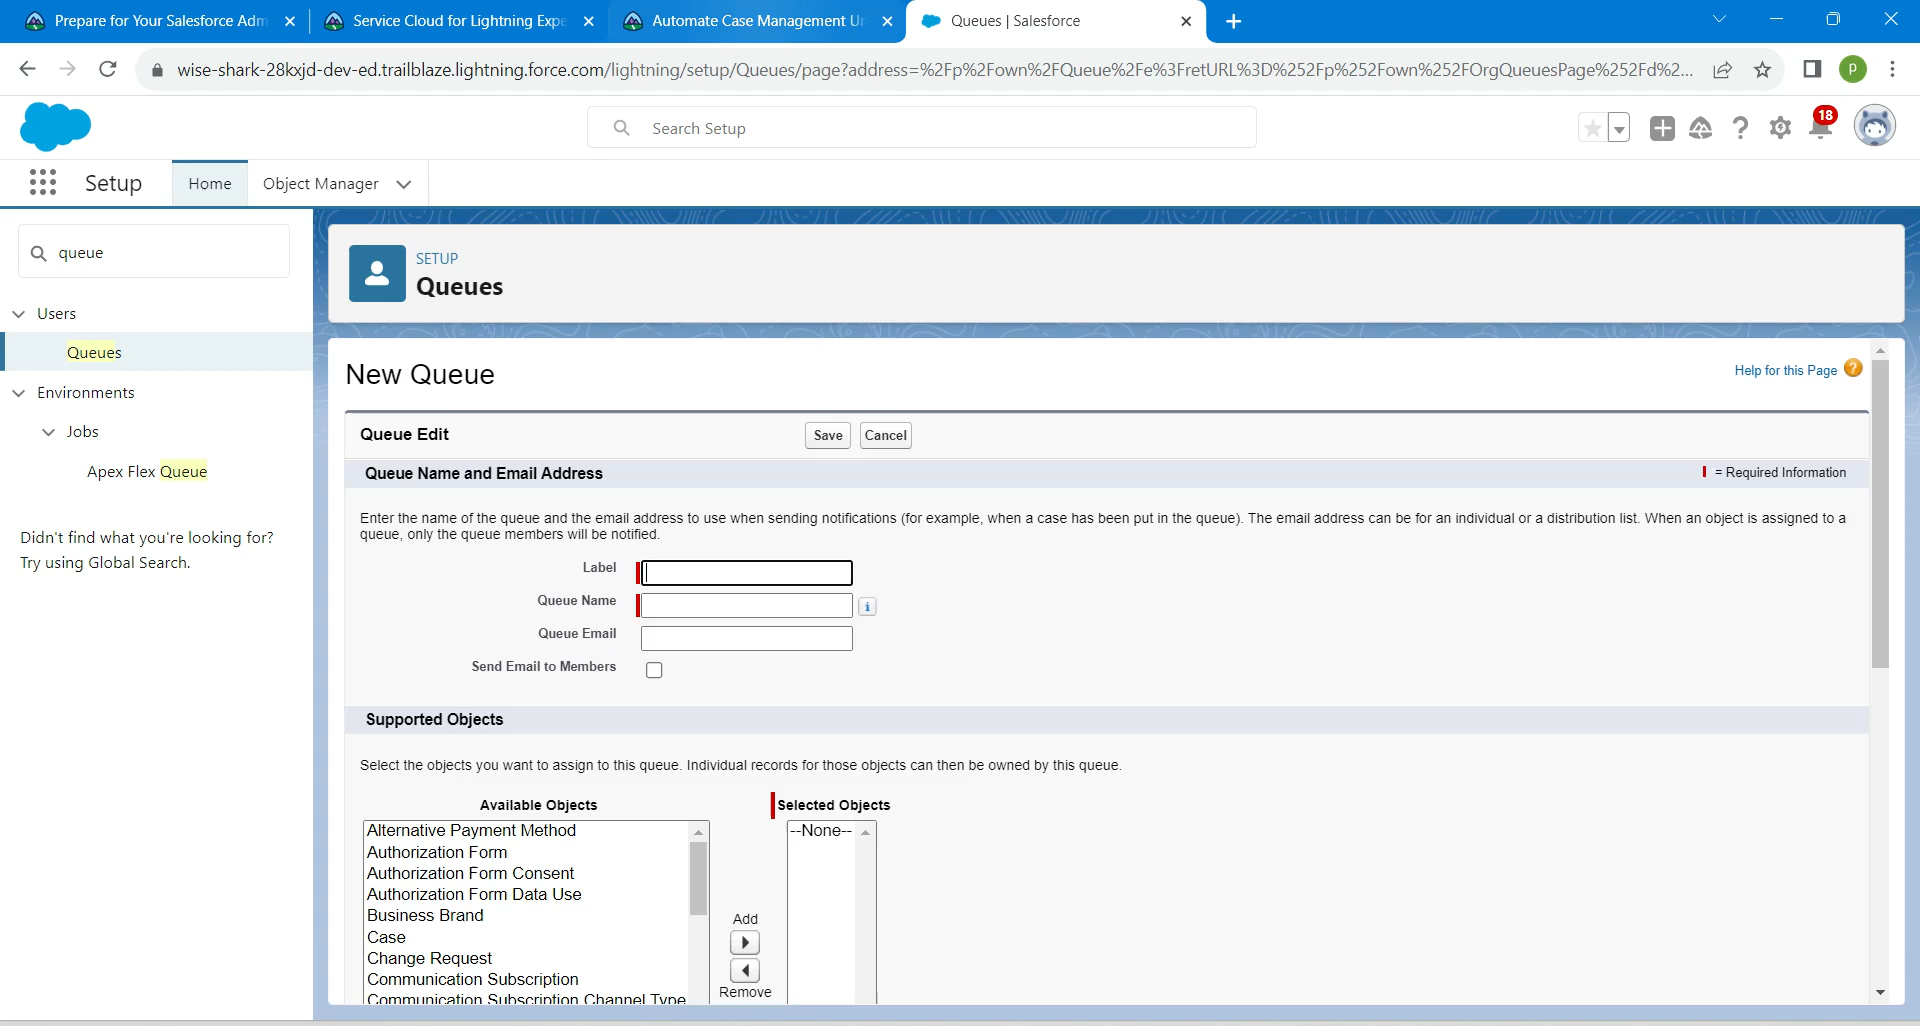 Prepare for Your Salesforce Adm
Service Cloud for Lightning Expe
Automate Case Management Ur
Queues | Salesforce
wise-shark-28kxjd-dev-ed.trailblaze.lightning.force.com/lightning/setup/Queues/page?address=%2Fp%2Fown%2FQueue%2Fe%3FretURL%3D%252Fp%252Fown%252FOrgQueuesPage%252Fd%2...
P
Search Setup
18
Setup
Home
Object Manager
queue
Users
Queues
Environments
Jobs
Apex Flex Queue
Didn't find what you're looking for?
Try using Global Search.
SETUP
Queues
New Queue
Help for this Page
Queue Edit
Save
Cancel
Queue Name and Email Address
= Required Information
Enter the name of the queue and the email address to use when sending notifications (for example, when a case has been put in the queue). The email address can be for an individual or a distribution list. When an object is assigned to a
queue, only the queue members will be notified.
Label
Queue Name
i
Queue Email
Send Email to Members
Supported Objects
Select the objects you want to assign to this queue. Individual records for those objects can then be owned by this queue.
Available Objects
Selected Objects
Alternative Payment Method
Authorization Form
Authorization Form Consent
Authorization Form Data Use
Business Brand
Case
Change Request
Communication Subscription
Communication Subscription Channel Type
Add
Remove
--None--